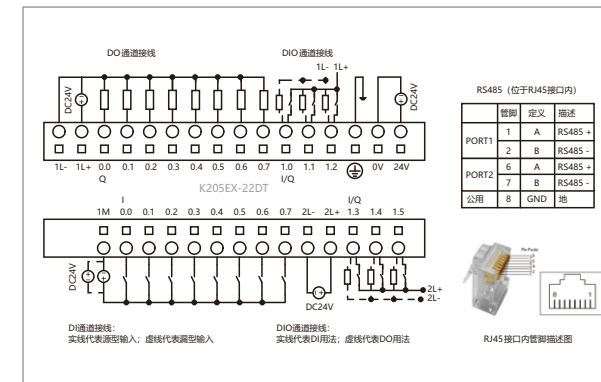 DO通道接线
DIO通道接线
1L- 1L+
DC24V
DC24V
1L- 1L+ 0.0 0.1 0.2 0.3 0.4 0.5 0.6 0.7 1.0 1.1 1.2 0V 24V
Q
I/Q
K205EX-22DT
I
I/Q
1M 0.0 0.1 0.2 0.3 0.4 0.5 0.6 0.7 2L- 2L+ 1.3 1.4 1.5
DC24V
DC24V
2L+
2L-
DI通道接线：
实线代表源型输入；虚线代表漏型输入
DIO通道接线：
实线代表DI用法；虚线代表DO用法
RS485（位于RJ45接口内）
管脚 定义 描述
PORT1 1 A RS485 +
2 B RS485 -
PORT2 6 A RS485 +
7 B RS485 -
公用 8 GND 地
8 1
RJ45接口内管脚描述图